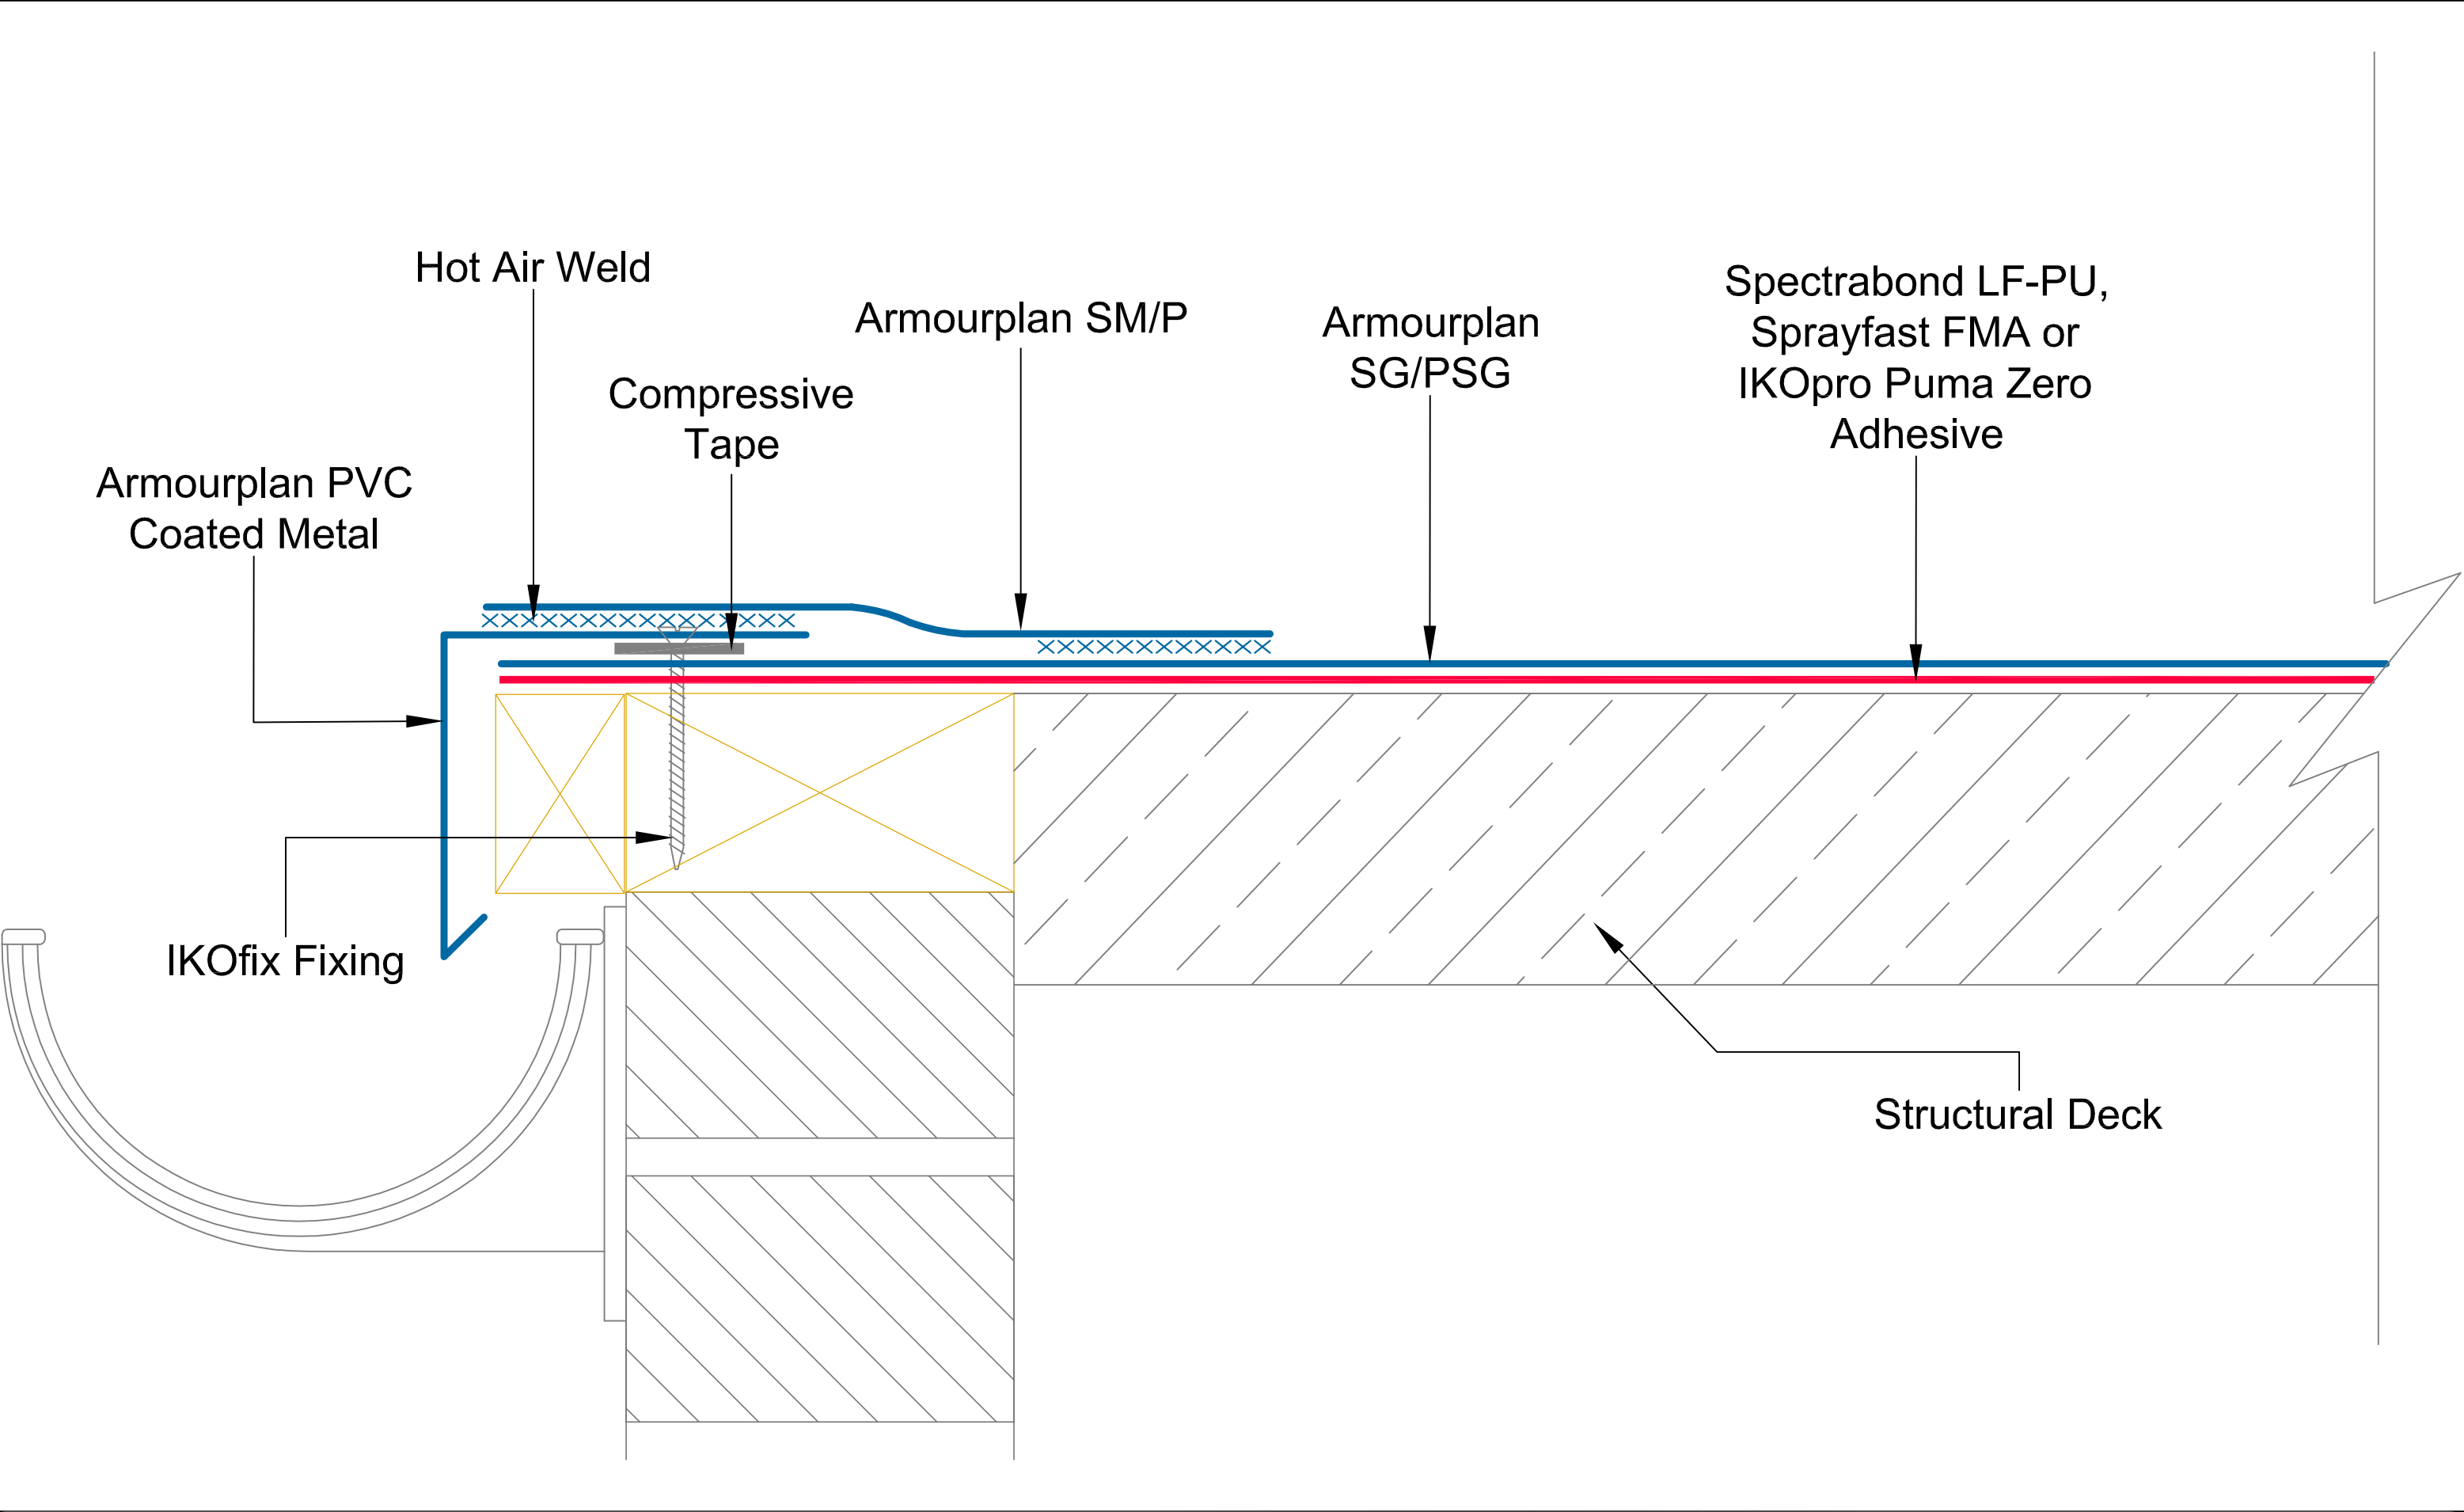 Hot Air Weld
Armourplan SM/P
Armourplan
SG/PSG
Spectrabond LF-PU,
Sprayfast FMA or
IKOpro Puma Zero
Adhesive
Compressive
Tape
Armourplan PVC
Coated Metal
IKOfix Fixing
Structural Deck